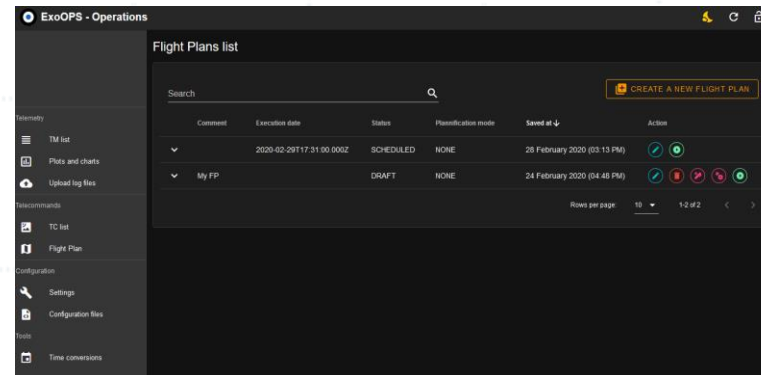 ExoOPS - Operations
Flight Plans list
Search
CREATE A NEW FLIGHT PLAN
Comment Execution date Status Plannification mode Saved at Action
2020-02-29T17:31:00.000Z SCHEDULED NONE 28 February 2020 (03:13 PM)
My FP DRAFT NONE 24 February 2020 (04:48 PM)
Rows per page: 10 1-2 of 2
Telemetry
TM list
Plots and charts
Upload log files
Telecommands
TC list
Flight Plan
Configuration
Settings
Configuration files
Tools
Time conversions